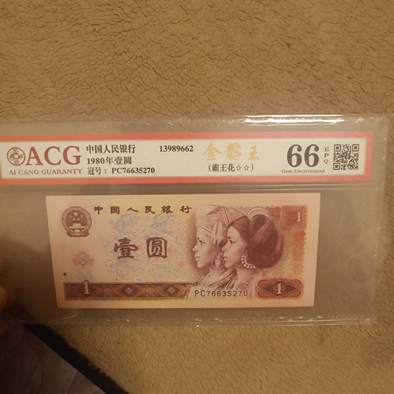 ACG
AI CANG GUARANTY
中国人民银行 13989662
1980年壹圆
冠号：PC76635270
金影王
(霸王花☆☆)
66 EPQ
Gem Uncirculated
中国人民银行
1
壹圆
1
PC76635270
1